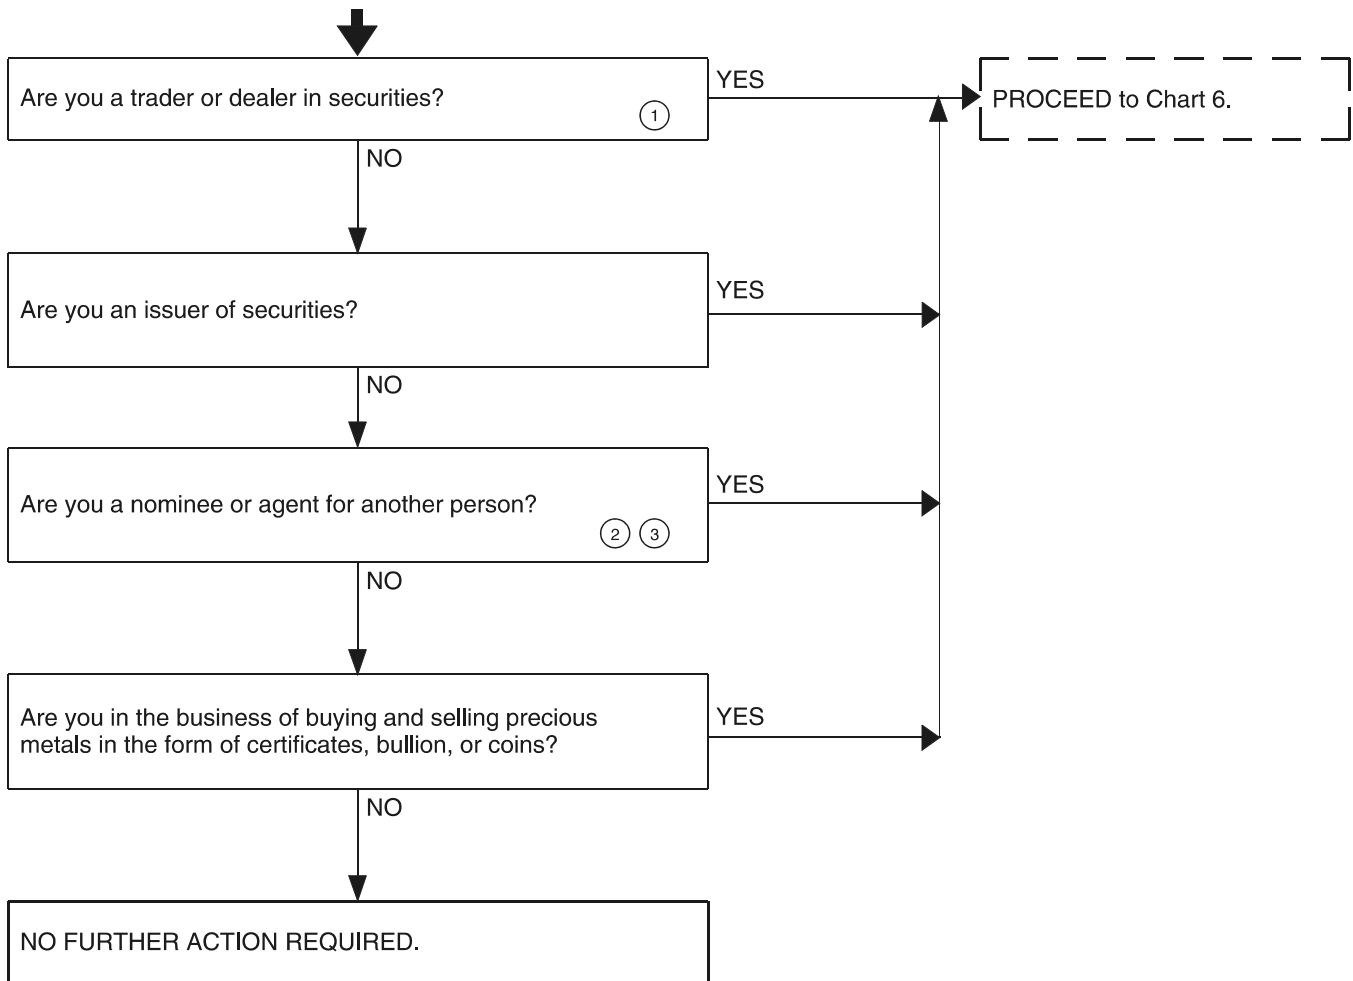 Are you a trader or dealer in securities?
1
YES
PROCEED to Chart 6.
NO
Are you an issuer of securities?
YES
NO
Are you a nominee or agent for another person?
2 3
YES
NO
Are you in the business of buying and selling precious
metals in the form of certificates, bullion, or coins?
YES
NO
NO FURTHER ACTION REQUIRED.